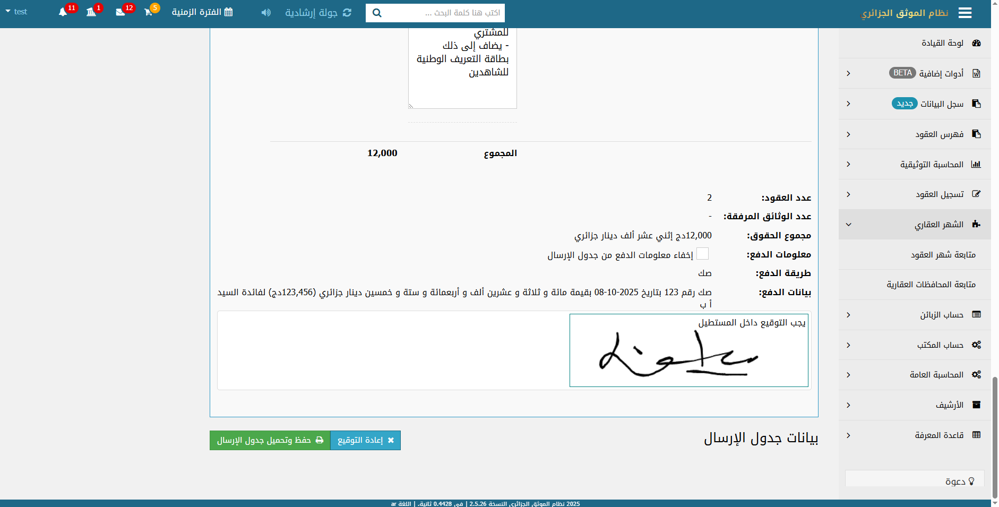 نظام الموثق الجزائري
اكتب هنا كلمة البحث ...
جولة إرشادية
الفترة الزمنية
5
12
1
11
test
لوحة القيادة
أدوات إضافية BETA
سجل البيانات جديد
فهرس العقود
المحاسبة التوثيقية
تسجيل العقود
الشهر العقاري
متابعة شهر العقود
متابعة المحافظات العقارية
حساب الزبائن
حساب المكتب
المحاسبة العامة
الأرشيف
قاعدة المعرفة
دعوة
للمشتري
- يضاف إلى ذلك
بطاقة التعريف الوطنية
للشاهدين
المجموع 12,000
عدد العقود: 2
عدد الوثائق المرفقة: -
مجموع الحقوق: 12,000دج إثني عشر ألف دينار جزائري
معلومات الدفع: إخفاء معلومات الدفع من جدول الإرسال
طريقة الدفع: صك
بيانات الدفع: صك رقم 123 بتاريخ 2025-10-08 بقيمة مائة و ثلاثة و عشرين ألف و أربعمائة و ستة و خمسين دينار جزائري (123,456دج) لفائدة السيد
أ ب
يجب التوقيع داخل المستطيل
بيانات جدول الإرسال
إعادة التوقيع
حفظ وتحميل جدول الإرسال
2025 نظام الموثق الجزائري النسخة 2.5.26 | في 0.4428 ثانية. | اللغة ar